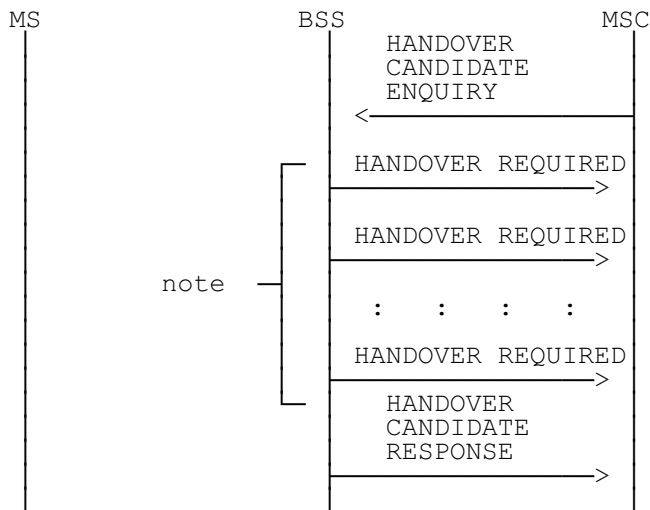 MS BSS MSC
HANDOVER
CANDIDATE
ENQUIRY
HANDOVER REQUIRED
HANDOVER REQUIRED
note
: : : :
HANDOVER REQUIRED
HANDOVER
CANDIDATE
RESPONSE